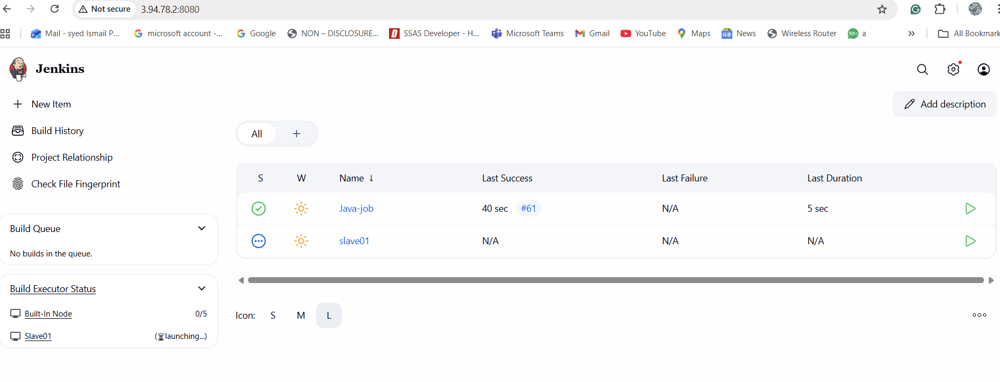 Not secure 3.94.78.2:8080
Mail - syed Ismail P... microsoft account -... Google NON – DISCLOSURE... SSAS Developer - H... Microsoft Teams Gmail YouTube Maps News Wireless Router 99+ a » All Bookmark
Jenkins
New Item
Add description
Build History
All +
Project Relationship
S W Name ↓ Last Success Last Failure Last Duration
Check File Fingerprint
Java-job 40 sec #61 N/A 5 sec
Build Queue
slave01 N/A N/A N/A
No builds in the queue.
Build Executor Status
Built-In Node 0/5
Icon: S M L
Slave01 (launching...)